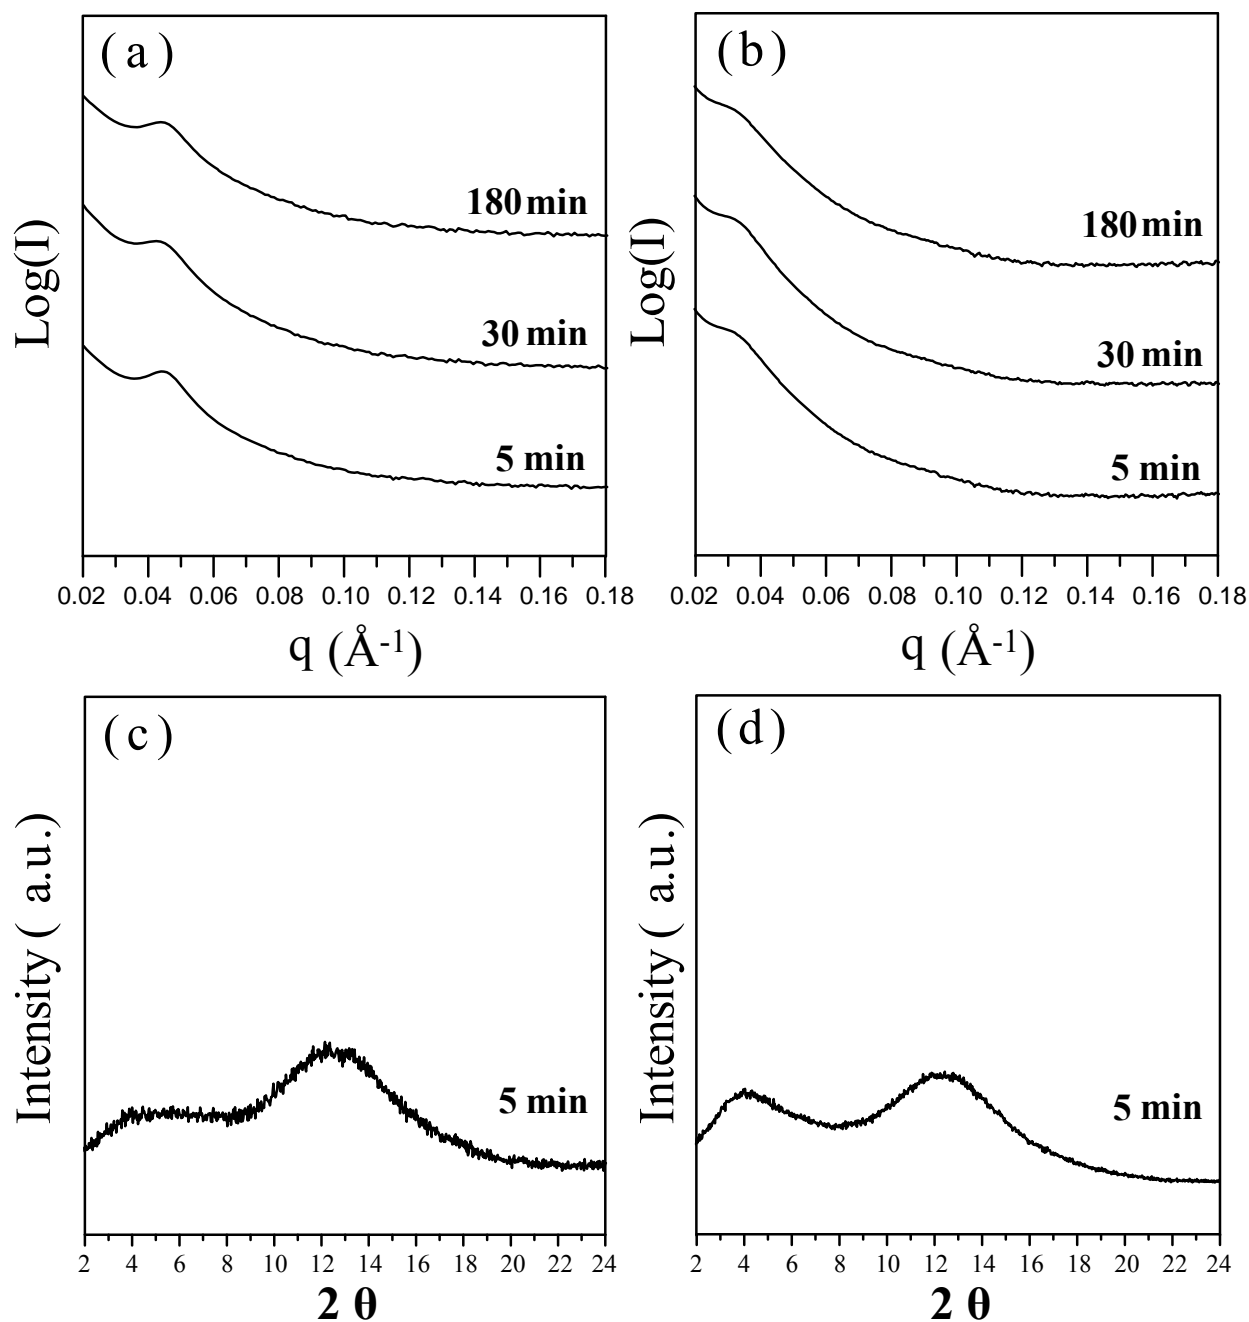 (a)
Log(I)
180 min
30 min
5 min
0.02 0.04 0.06 0.08 0.10 0.12 0.14 0.16 0.18
q (Å-1)
(b)
Log(I)
180 min
30 min
5 min
0.02 0.04 0.06 0.08 0.10 0.12 0.14 0.16 0.18
q (Å-1)
(c)
Intensity ( a.u.)
5 min
2 4 6 8 10 12 14 16 18 20 22 24
2 θ
(d)
Intensity ( a.u.)
5 min
2 4 6 8 10 12 14 16 18 20 22 24
2 θ